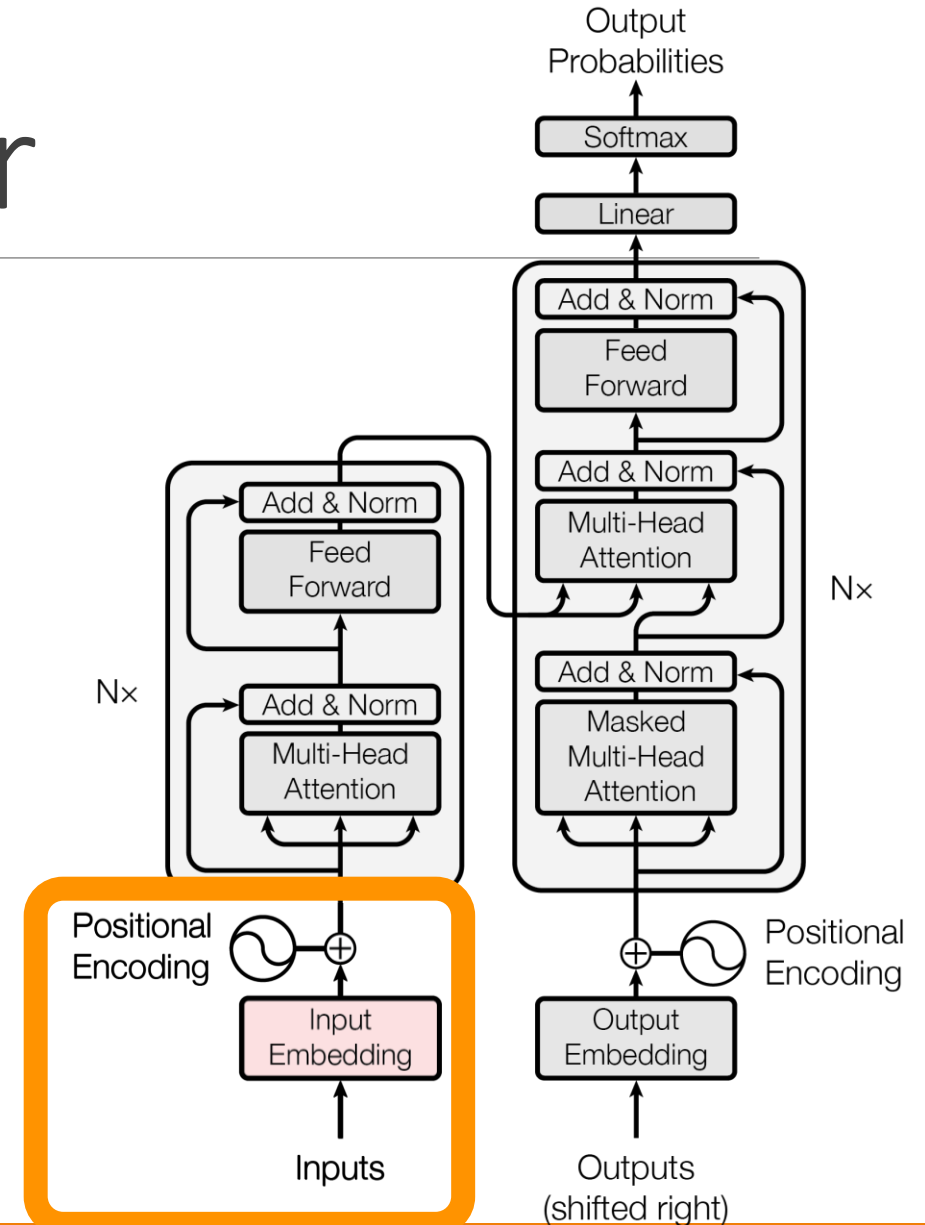 r
Output
Probabilities
Softmax
Linear
Add & Norm
Feed
Forward
Add & Norm
Multi-Head
Attention
N×
Add & Norm
Masked
Multi-Head
Attention
Add & Norm
Feed
Forward
N×
Add & Norm
Multi-Head
Attention
Positional
Encoding
Input
Embedding
Inputs
Positional
Encoding
Output
Embedding
Outputs
(shifted right)